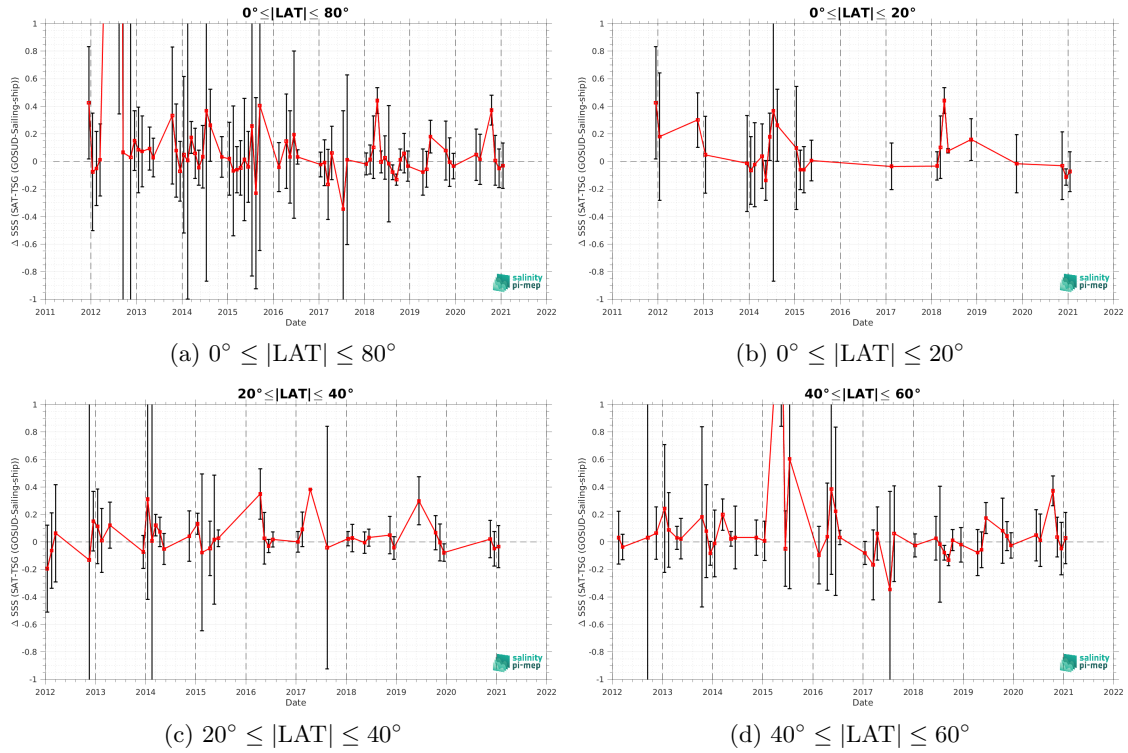 0°≤|LAT|≤ 80°
Δ SSS (SAT-TSG (GOSUD-Sailing-ship))
1
0.8
0.6
0.4
0.2
0
-0.2
-0.4
-0.6
-0.8
-1
salinity
pi-mep
2011 2012 2013 2014 2015 2016 2017 2018 2019 2020 2021 2022
Date
(a) 0° ≤ |LAT| ≤ 80°
0°≤|LAT|≤ 20°
Δ SSS (SAT-TSG (GOSUD-Sailing-ship))
1
0.8
0.6
0.4
0.2
0
-0.2
-0.4
-0.6
-0.8
-1
salinity
pi-mep
2011 2012 2013 2014 2015 2016 2017 2018 2019 2020 2021 2022
Date
(b) 0° ≤ |LAT| ≤ 20°
20°≤|LAT|≤ 40°
Δ SSS (SAT-TSG (GOSUD-Sailing-ship))
1
0.8
0.6
0.4
0.2
0
-0.2
-0.4
-0.6
-0.8
-1
salinity
pi-mep
2012 2013 2014 2015 2016 2017 2018 2019 2020 2021 2022
Date
(c) 20° ≤ |LAT| ≤ 40°
40°≤|LAT|≤ 60°
Δ SSS (SAT-TSG (GOSUD-Sailing-ship))
1
0.8
0.6
0.4
0.2
0
-0.2
-0.4
-0.6
-0.8
-1
salinity
pi-mep
2012 2013 2014 2015 2016 2017 2018 2019 2020 2021 2022
Date
(d) 40° ≤ |LAT| ≤ 60°